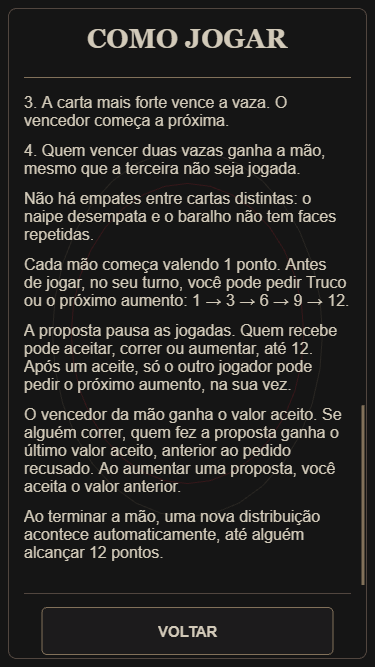 COMO JOGAR
3. A carta mais forte vence a vaza. O
vencedor começa a próxima.
4. Quem vencer duas vazas ganha a mão,
mesmo que a terceira não seja jogada.
Não há empates entre cartas distintas: o
naipe desempata e o baralho não tem faces
repetidas.
Cada mão começa valendo 1 ponto. Antes
de jogar, no seu turno, você pode pedir Truco
ou o próximo aumento: 1 → 3 → 6 → 9 → 12.
A proposta pausa as jogadas. Quem recebe
pode aceitar, correr ou aumentar, até 12.
Após um aceite, só o outro jogador pode
pedir o próximo aumento, na sua vez.
O vencedor da mão ganha o valor aceito. Se
alguém correr, quem fez a proposta ganha o
último valor aceito, anterior ao pedido
recusado. Ao aumentar uma proposta, você
aceita o valor anterior.
Ao terminar a mão, uma nova distribuição
acontece automaticamente, até alguém
alcançar 12 pontos.
VOLTAR